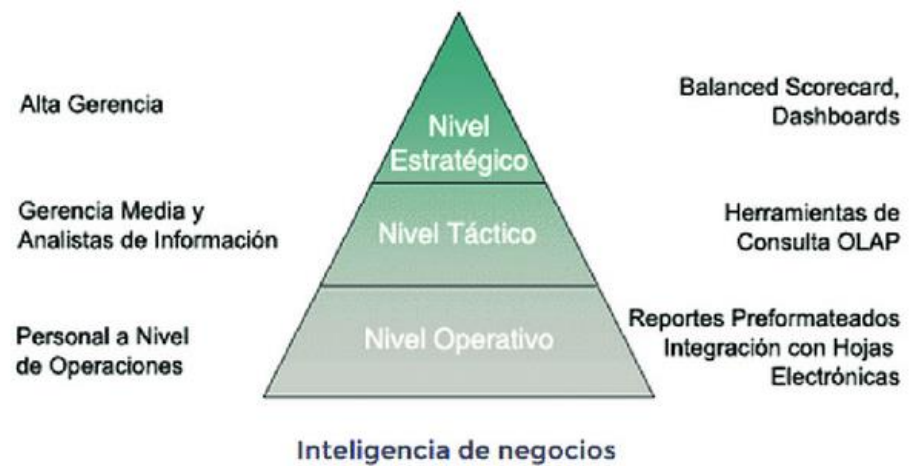 Alta Gerencia
Nivel
Estratégico
Balanced Scorecard,
Dashboards
Gerencia Media y
Analistas de Información
Nivel Táctico
Herramientas de
Consulta OLAP
Personal a Nivel
de Operaciones
Nivel Operativo
Reportes Preformateados
Integración con Hojas
Electrónicas
Inteligencia de negocios